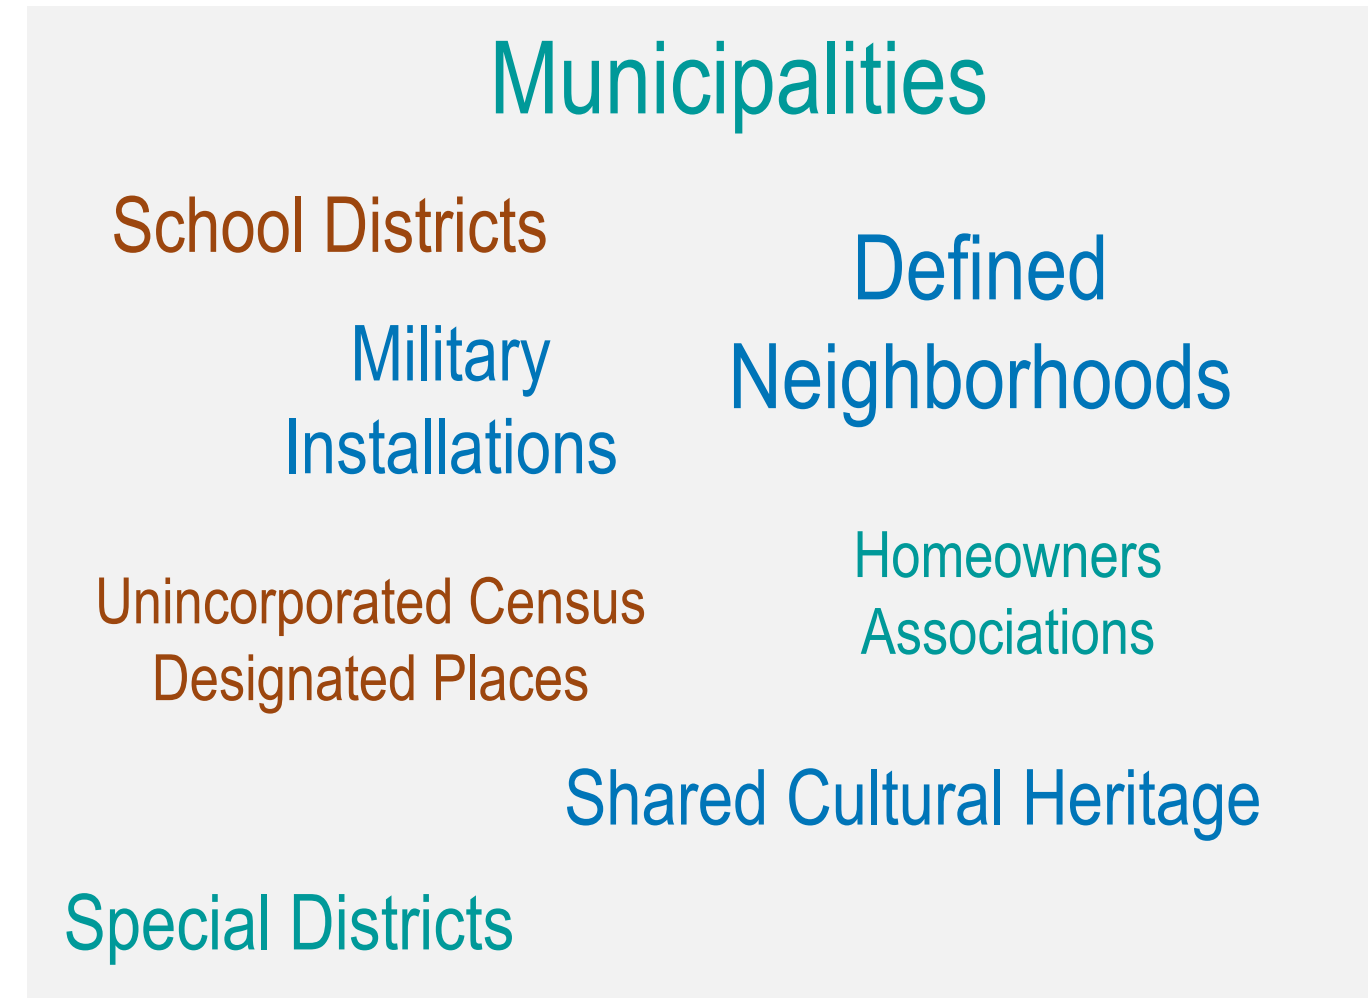 Municipalities
School Districts
Defined
Neighborhoods
Military
Installations
Homeowners
Associations
Unincorporated Census
Designated Places
Shared Cultural Heritage
Special Districts